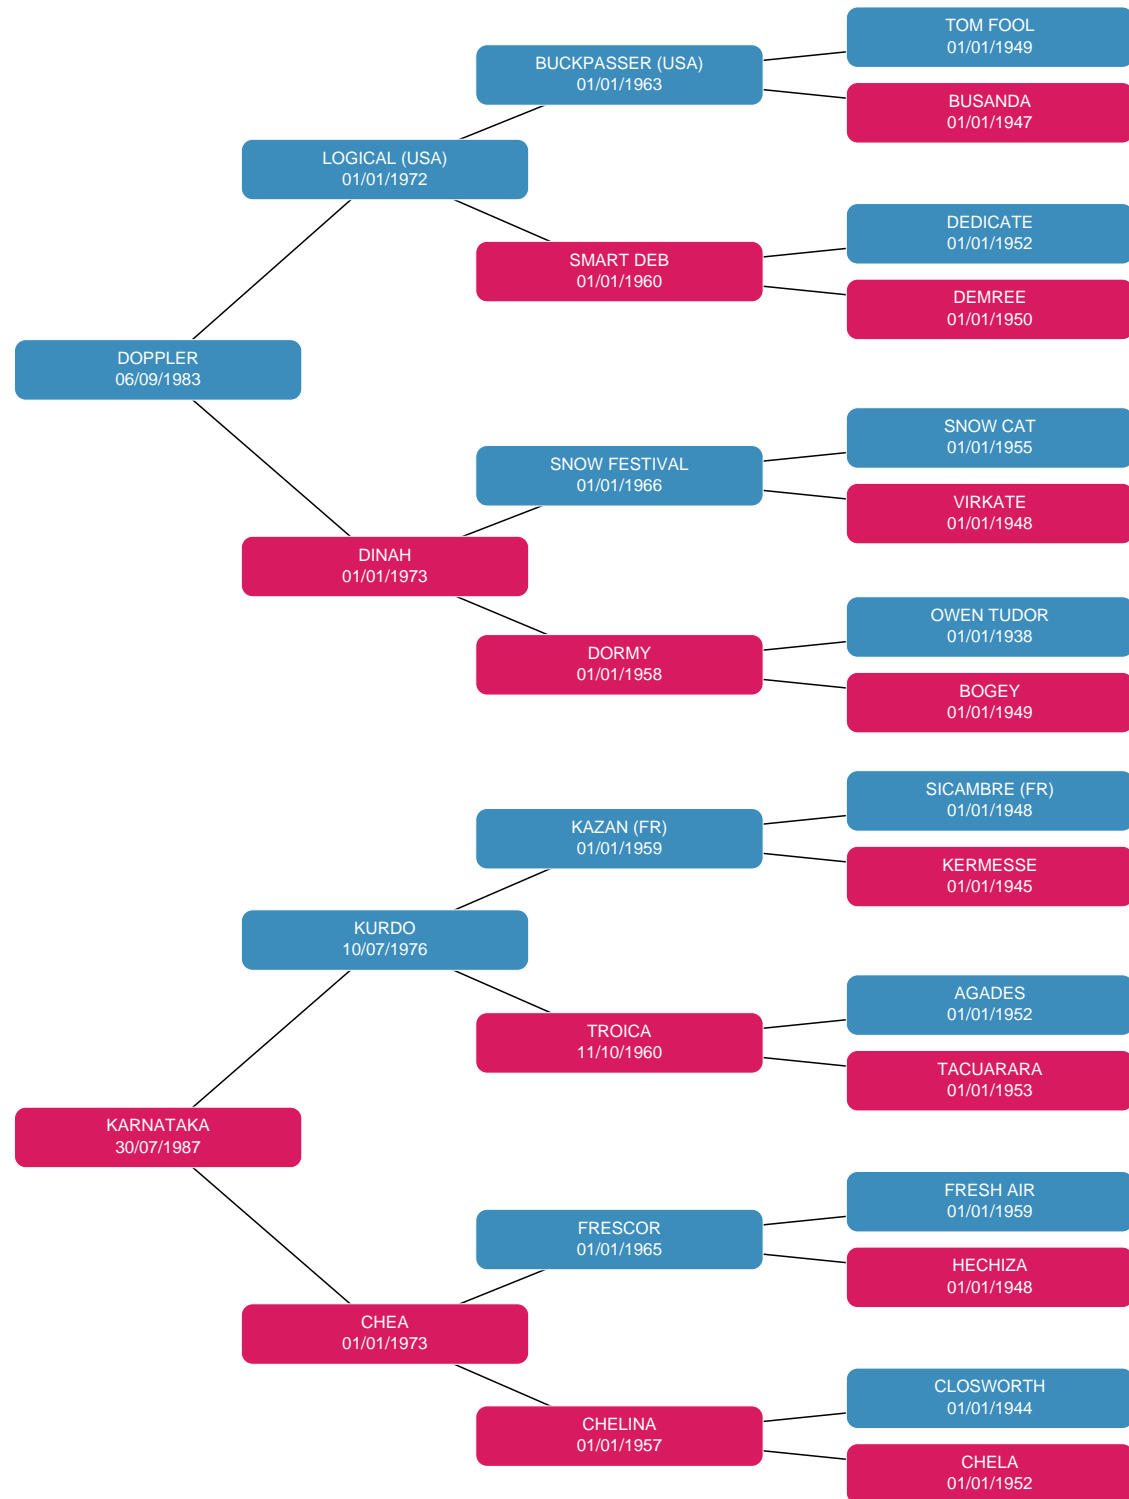 TOM FOOL
01/01/1949
BUCKPASSER (USA)
01/01/1963
BUSANDA
01/01/1947
LOGICAL (USA)
01/01/1972
DEDICATE
01/01/1952
SMART DEB
01/01/1960
DEMREE
01/01/1950
DOPPLER
06/09/1983
SNOW CAT
01/01/1955
SNOW FESTIVAL
01/01/1966
VIRKATE
01/01/1948
DINAH
01/01/1973
OWEN TUDOR
01/01/1938
DORMY
01/01/1958
BOGEY
01/01/1949
SICAMBRE (FR)
01/01/1948
KAZAN (FR)
01/01/1959
KERMESSE
01/01/1945
KURDO
10/07/1976
AGADES
01/01/1952
TROICA
11/10/1960
TACUARARA
01/01/1953
KARNATAKA
30/07/1987
FRESH AIR
01/01/1959
FRESCOR
01/01/1965
HECHIZA
01/01/1948
CHEA
01/01/1973
CLOSWORTH
01/01/1944
CHELINA
01/01/1957
CHELA
01/01/1952